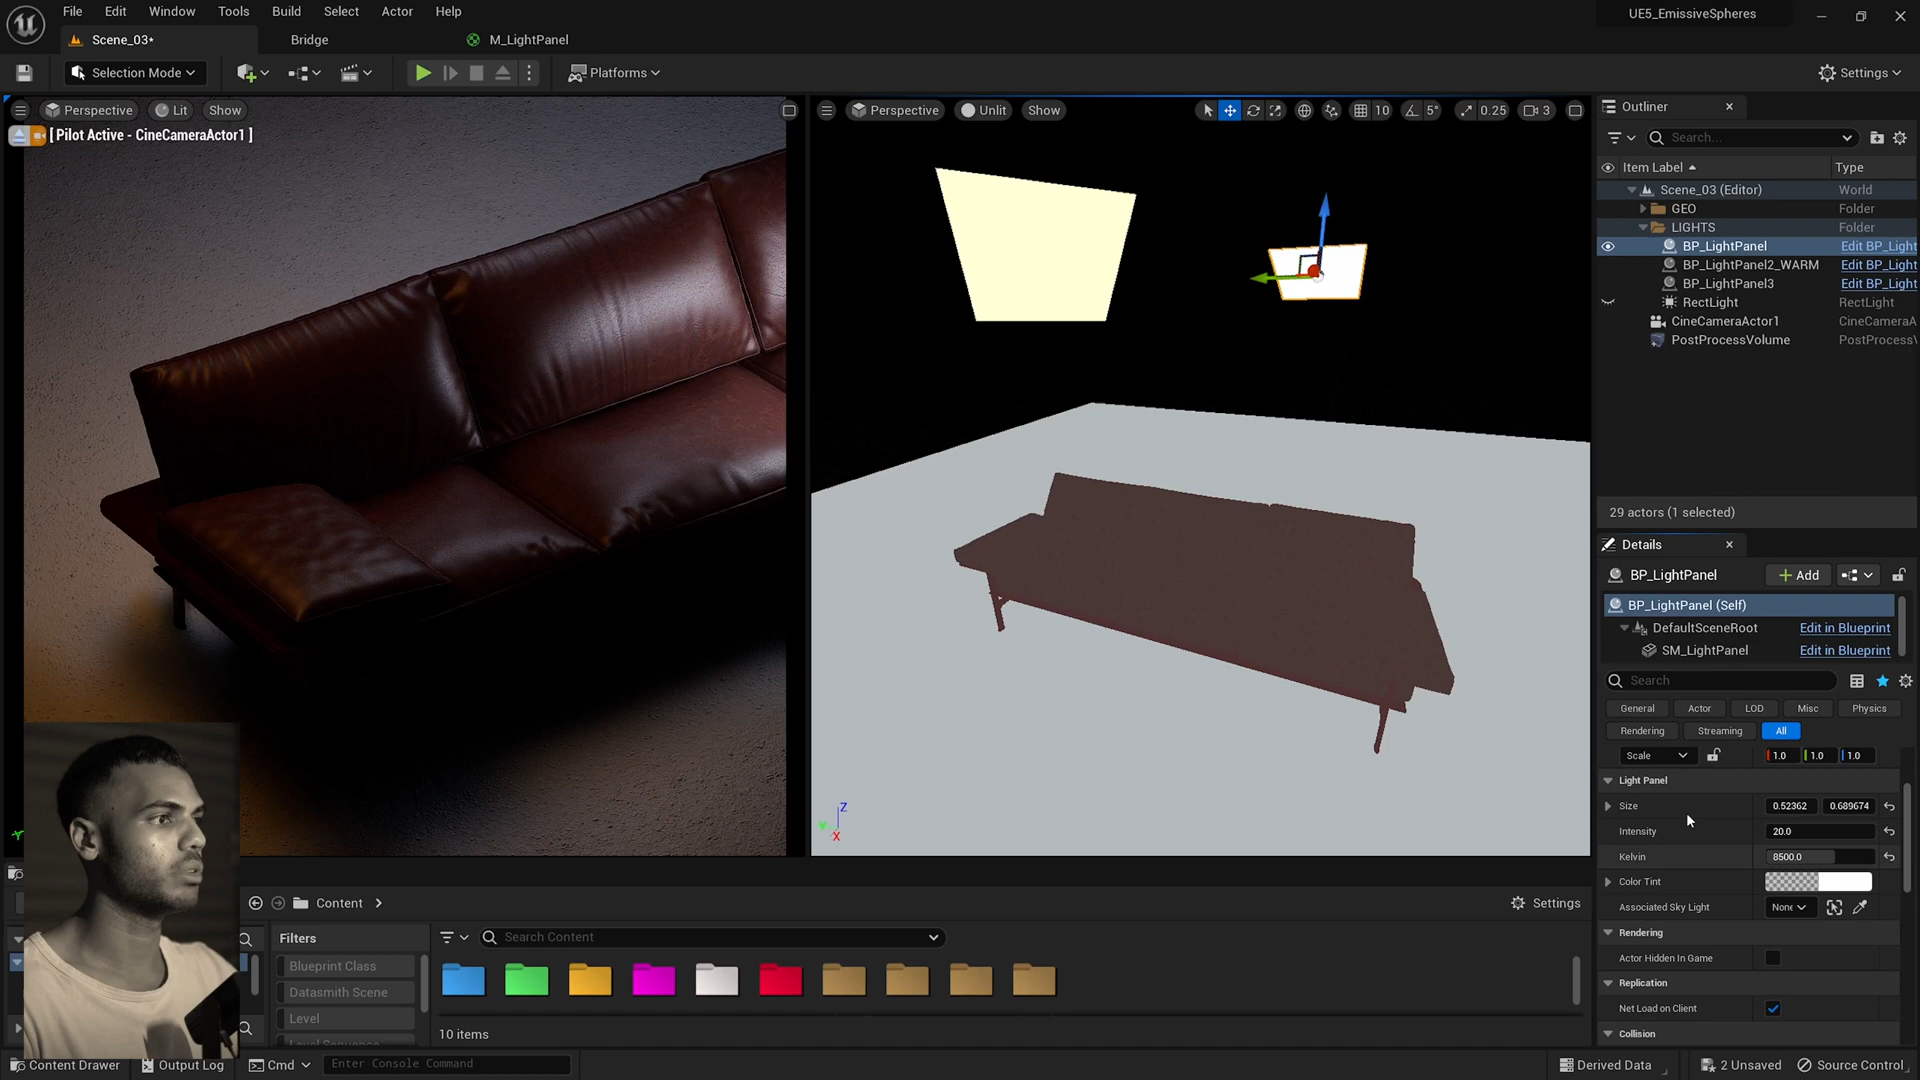 File Edit Window Tools Build Select Actor Help
UE5_EmissiveSpheres
Scene_03* Bridge M_LightPanel
Selection Mode Platforms Settings
Perspective Lit Show
[ Pilot Active - CineCameraActor1 ]
Perspective Unlit Show 10 5° 0.25 3
Z
Y
X
Outliner
Search...
Item Label Type
Scene_03 (Editor) World
GEO Folder
LIGHTS Folder
BP_LightPanel Edit BP_Light
BP_LightPanel2_WARM Edit BP_Light
BP_LightPanel3 Edit BP_Light
RectLight RectLight
CineCameraActor1 CineCameraA
PostProcessVolume PostProcessV
29 actors (1 selected)
Details
BP_LightPanel Add
BP_LightPanel (Self)
DefaultSceneRoot Edit in Blueprint
SM_LightPanel Edit in Blueprint
Search
General Actor LOD Misc Physics
Rendering Streaming All
Scale 1.0 1.0 1.0
Light Panel
Size 0.52362 0.689674
Intensity 20.0
Kelvin 8500.0
Color Tint
Associated Sky Light None
Rendering
Actor Hidden In Game
Replication
Net Load on Client
Collision
Content Settings
Filters
Search Content
Blueprint Class
Datasmith Scene
Level
Level Sequence
10 items
Content Drawer Output Log Cmd Enter Console Command
Derived Data 2 Unsaved Source Control